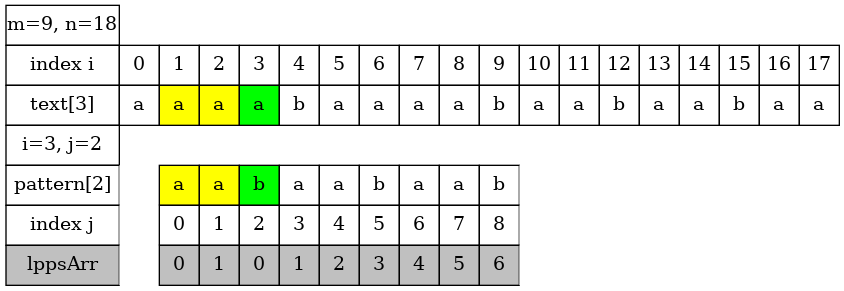 m=9, n=18
index i 0 1 2 3 4 5 6 7 8 9 10 11 12 13 14 15 16 17
text[3] a a a a b a a a a b a a b a a b a a
i=3, j=2
pattern[2] a a b a a b a a b
index j 0 1 2 3 4 5 6 7 8
lppsArr 0 1 0 1 2 3 4 5 6